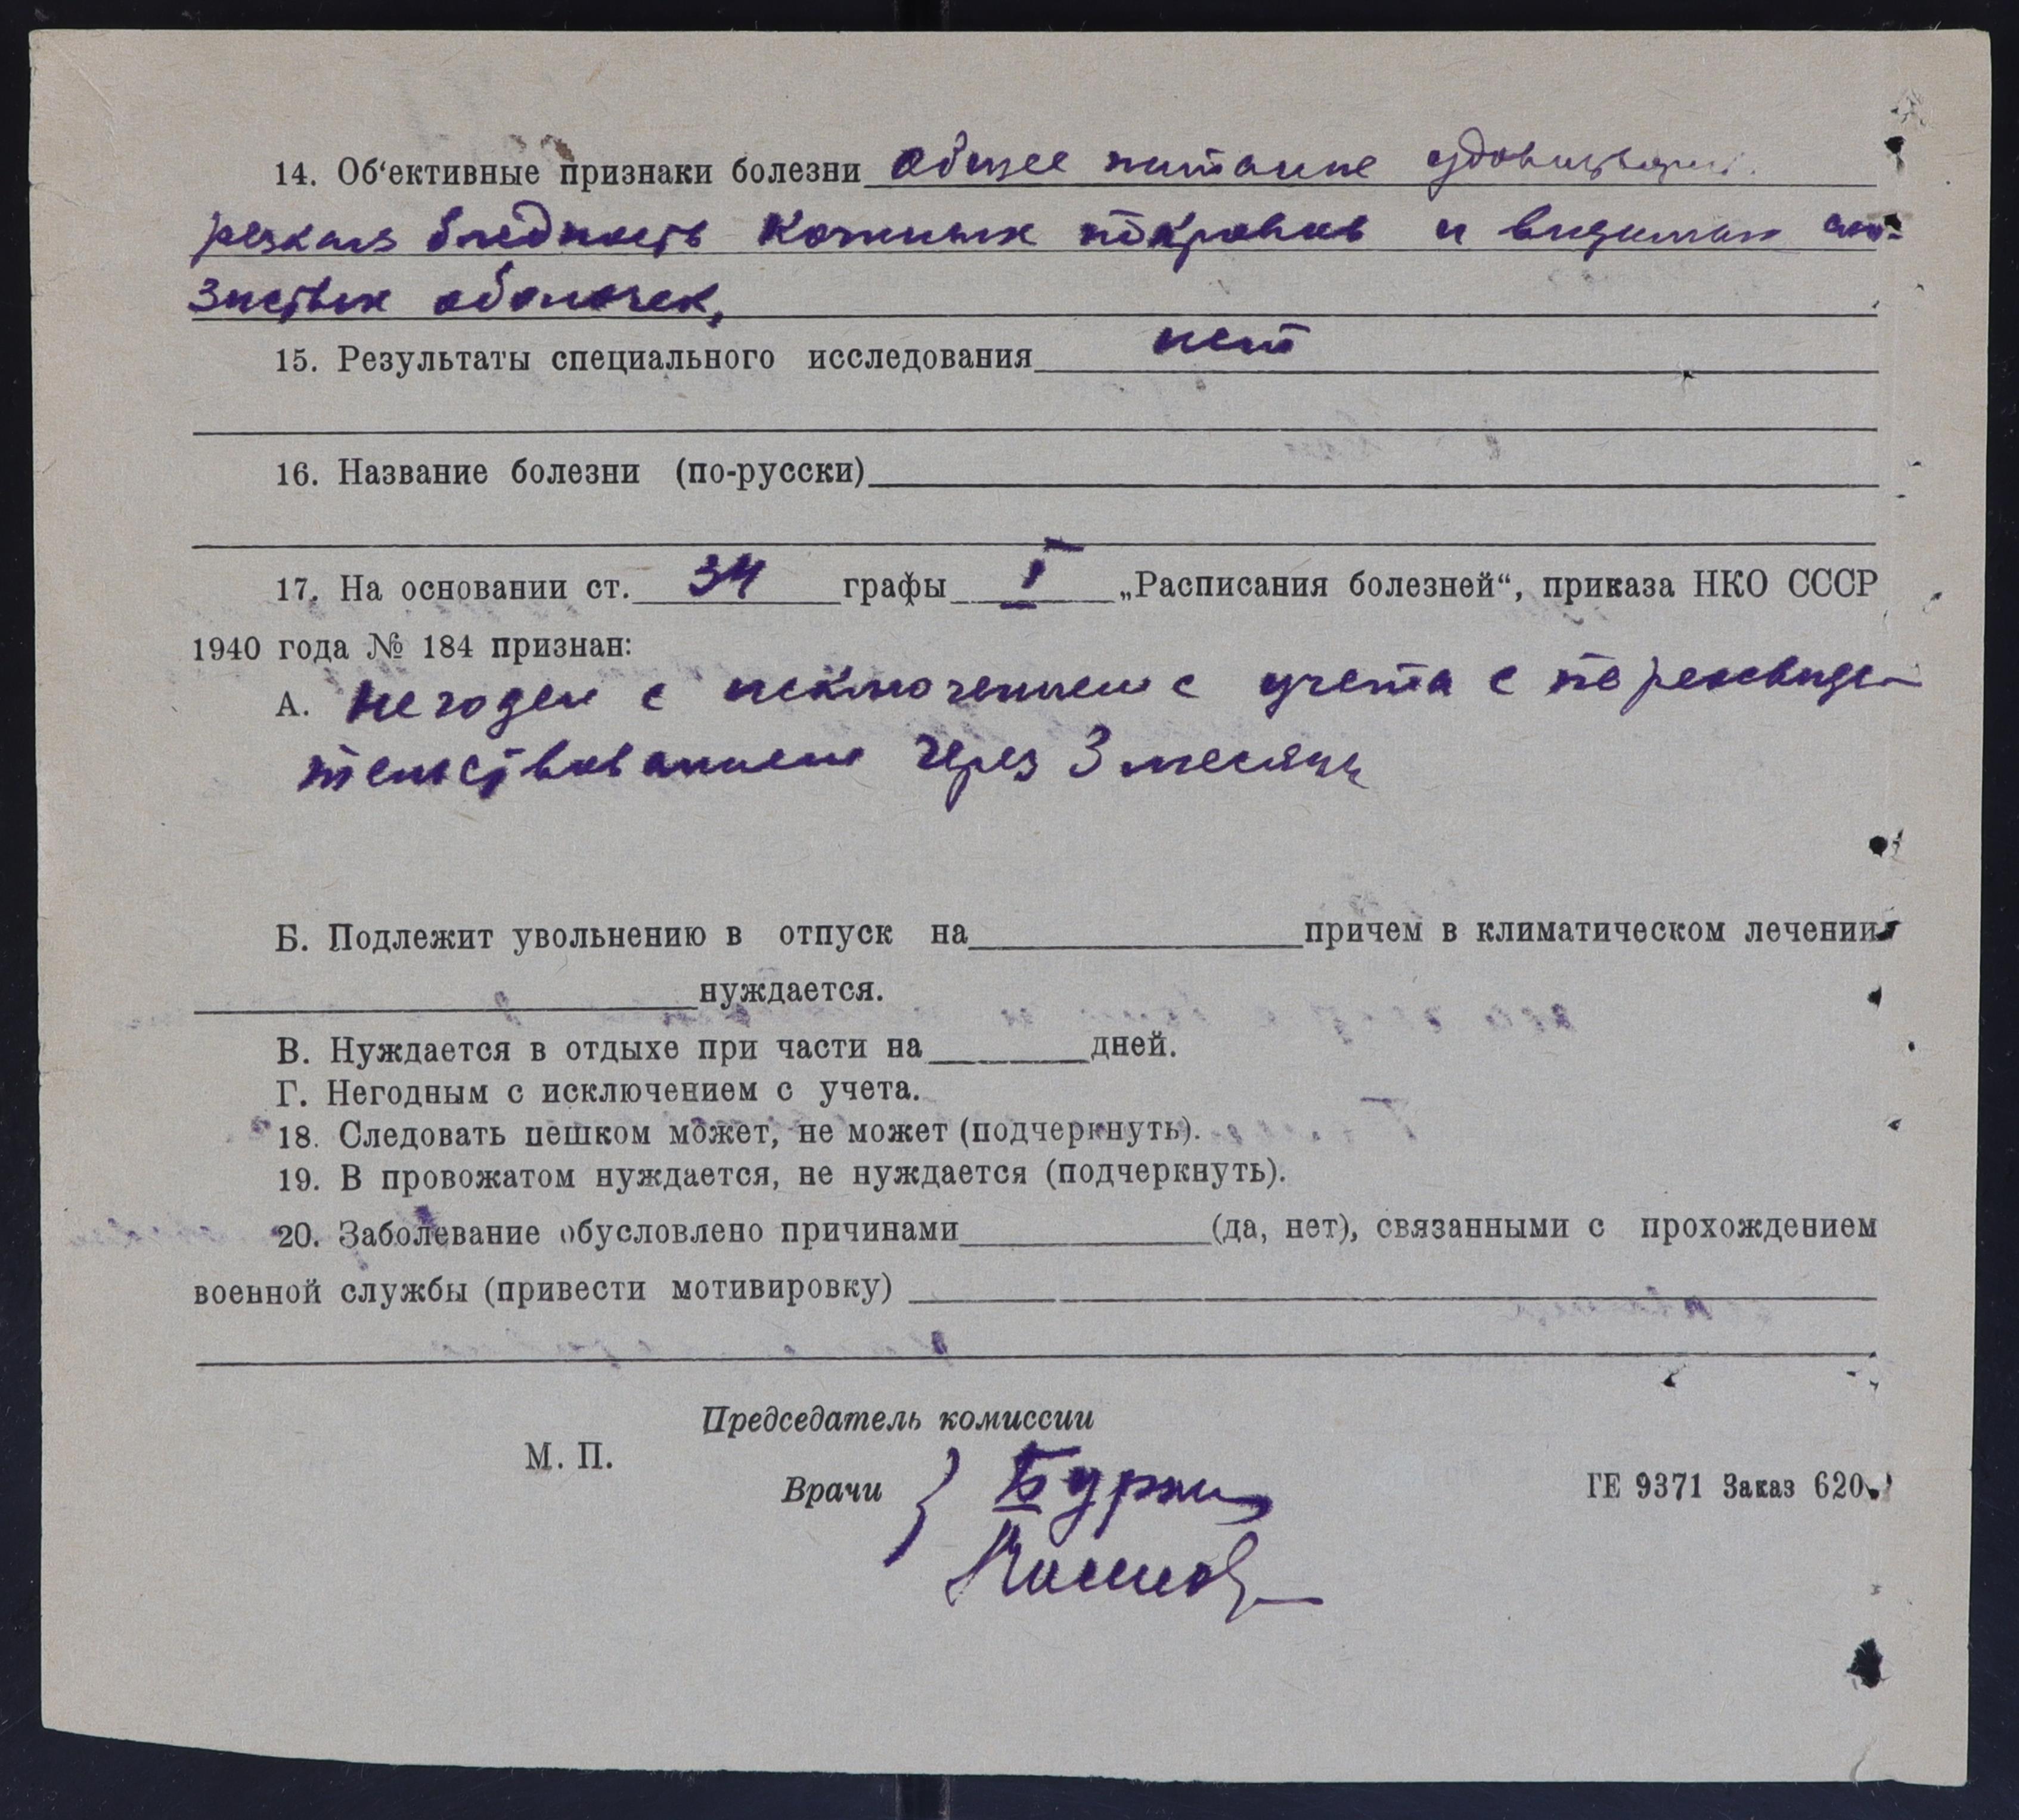 14. Об‘ективные признаки болезни общее питание удовлетворит.
резкая бледность кожных покровов и видимых сли-
зистых оболочек,
15. Результаты специального исследования нет
16. Название болезни (по-русски)
17. На основании ст. 34 графы I „Расписания болезней“, приказа НКО СССР
1940 года № 184 признан:
А. Не годен с исключением с учета с переосвиде-
тельствованием через 3 месяца
Б. Подлежит увольнению в отпуск на причем в климатическом лечении
нуждается.
В. Нуждается в отдыхе при части на дней.
Г. Негодным с исключением с учета.
18. Следовать пешком может, не может (подчеркнуть).
19. В провожатом нуждается, не нуждается (подчеркнуть).
20. Заболевание обусловлено причинами (да, нет), связанными с прохождением
военной службы (привести мотивировку)
Председатель комиссии
М. П.
Врачи
ГЕ 9371 Заказ 620